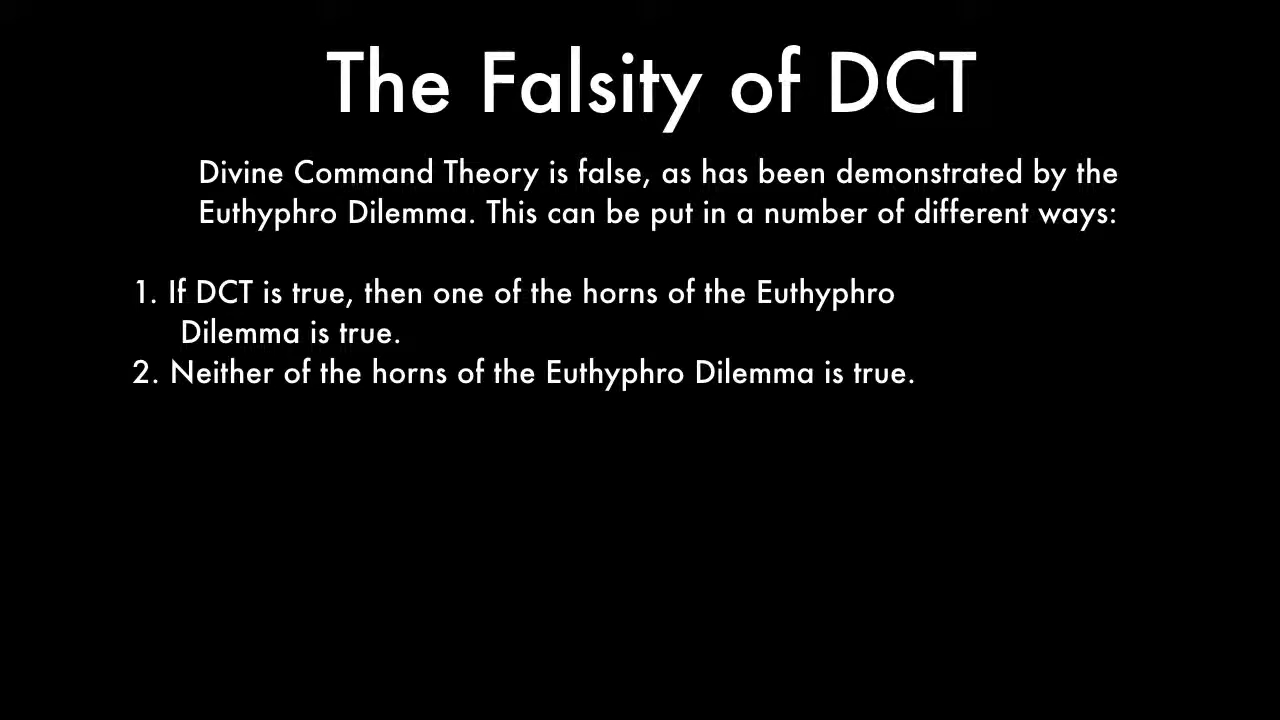 The Falsity of DCT
Divine Command Theory is false, as has been demonstrated by the
Euthyphro Dilemma. This can be put in a number of different ways:
1. If DCT is true, then one of the horns of the Euthyphro
Dilemma is true.
2. Neither of the horns of the Euthyphro Dilemma is true.